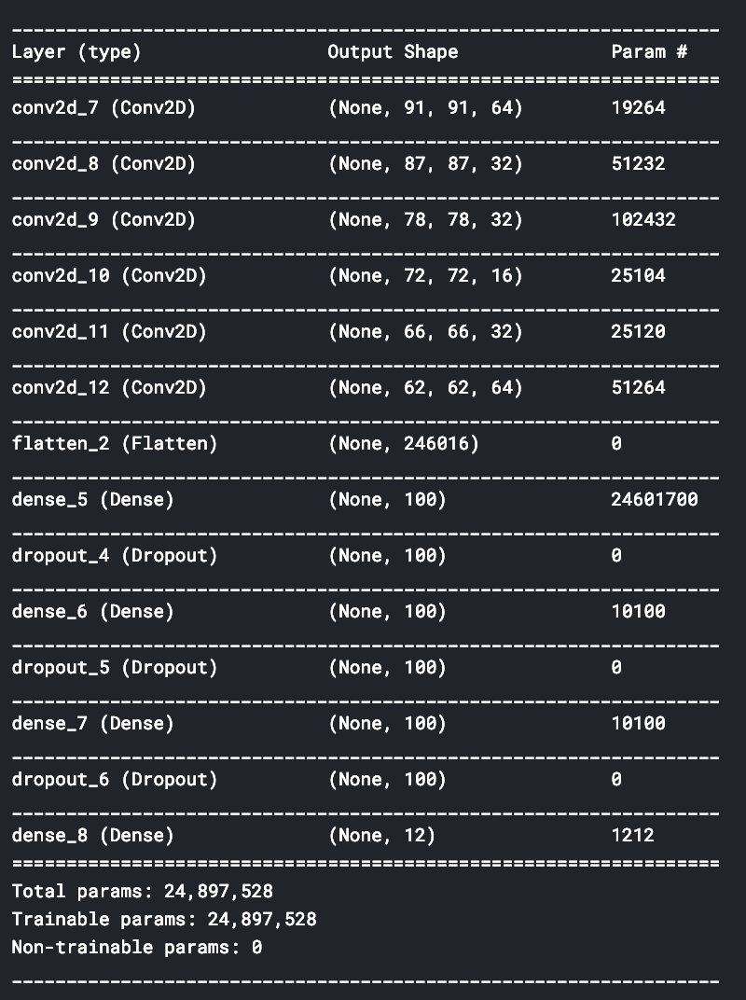 _________________________________________________________________
Layer (type)                 Output Shape              Param #
=================================================================
conv2d_7 (Conv2D)            (None, 91, 91, 64)        19264
_________________________________________________________________
conv2d_8 (Conv2D)            (None, 87, 87, 32)        51232
_________________________________________________________________
conv2d_9 (Conv2D)            (None, 78, 78, 32)        102432
_________________________________________________________________
conv2d_10 (Conv2D)           (None, 72, 72, 16)        25104
_________________________________________________________________
conv2d_11 (Conv2D)           (None, 66, 66, 32)        25120
_________________________________________________________________
conv2d_12 (Conv2D)           (None, 62, 62, 64)        51264
_________________________________________________________________
flatten_2 (Flatten)          (None, 246016)            0
_________________________________________________________________
dense_5 (Dense)              (None, 100)               24601700
_________________________________________________________________
dropout_4 (Dropout)          (None, 100)               0
_________________________________________________________________
dense_6 (Dense)              (None, 100)               10100
_________________________________________________________________
dropout_5 (Dropout)          (None, 100)               0
_________________________________________________________________
dense_7 (Dense)              (None, 100)               10100
_________________________________________________________________
dropout_6 (Dropout)          (None, 100)               0
_________________________________________________________________
dense_8 (Dense)              (None, 12)                1212
=================================================================
Total params: 24,897,528
Trainable params: 24,897,528
Non-trainable params: 0
_________________________________________________________________